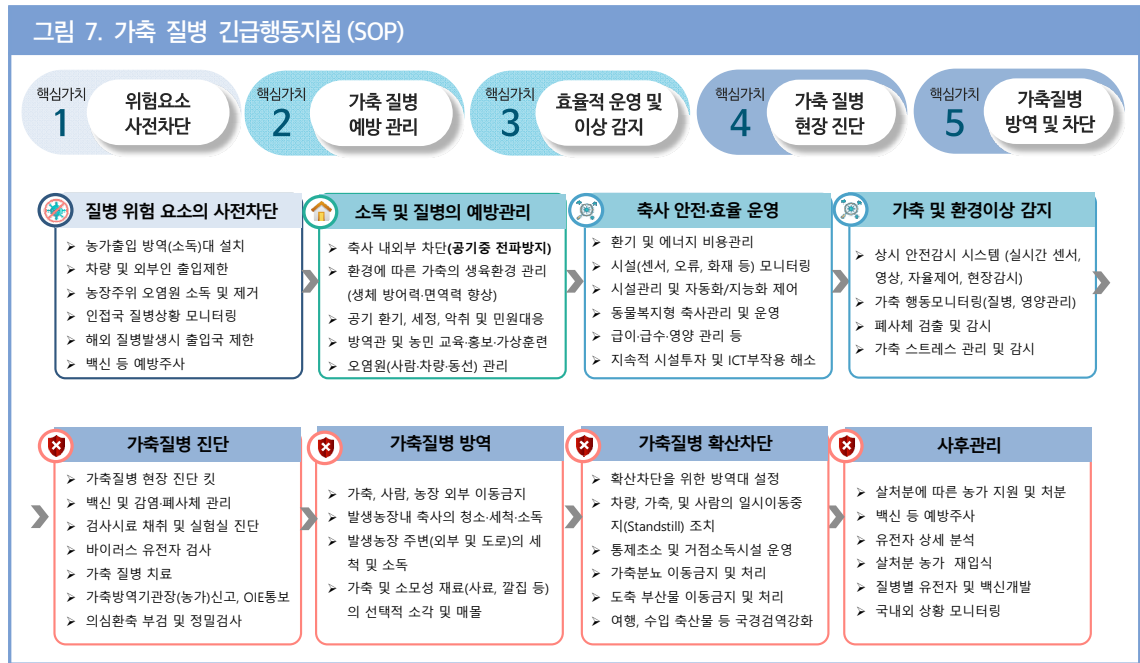 그림 7. 가축 질병 긴급행동지침(SOP)
핵심가치
1
위험요소
사전차단
핵심가치
2
가축 질병
예방 관리
핵심가치
3
효율적 운영 및
이상 감지
핵심가치
4
가축 질병
현장 진단
핵심가치
5
가축질병
방역 및 차단
질병 위험 요소의 사전차단
➢ 농가출입 방역(소독)대 설치
➢ 차량 및 외부인 출입제한
➢ 농장주위 오염원 소독 및 제거
➢ 인접국 질병상황 모니터링
➢ 해외 질병발생시 출입국 제한
➢ 백신 등 예방주사
소독 및 질병의 예방관리
➢ 축사 내외부 차단(공기중 전파방지)
➢ 환경에 따른 가축의 생육환경 관리
(생체 방어력·면역력 향상)
➢ 공기 환기, 세정, 악취 및 민원대응
➢ 방역관 및 농민 교육·홍보·가상훈련
➢ 오염원(사람·차량·동선) 관리
축사 안전·효율 운영
➢ 환기 및 에너지 비용관리
➢ 시설(센서, 오류, 화재 등) 모니터링
➢ 시설관리 및 자동화/지능화 제어
➢ 동물복지형 축사관리 및 운영
➢ 급이·급수·영양 관리 등
➢ 지속적 시설투자 및 ICT부작용 해소
가축 및 환경이상 감지
➢ 상시 안전감시 시스템 (실시간 센서,
영상, 자율제어, 현장감시)
➢ 가축 행동모니터링(질병, 영양관리)
➢ 폐사체 검출 및 감시
➢ 가축 스트레스 관리 및 감시
가축질병 진단
➢ 가축질병 현장 진단 킷
➢ 백신 및 감염·폐사체 관리
➢ 검사시료 채취 및 실험실 진단
➢ 바이러스 유전자 검사
➢ 가축 질병 치료
➢ 가축방역기관장(농가)신고, OIE통보
➢ 의심환축 부검 및 정밀검사
가축질병 방역
➢ 가축, 사람, 농장 외부 이동금지
➢ 발생농장내 축사의 청소·세척·소독
➢ 발생농장 주변(외부 및 도로)의 세
척 및 소독
➢ 가축 및 소모성 재료(사료, 깔짚 등)
의 선택적 소각 및 매몰
가축질병 확산차단
➢ 확산차단을 위한 방역대 설정
➢ 차량, 가축, 및 사람의 일시이동중
지(Standstill) 조치
➢ 통제초소 및 거점소독시설 운영
➢ 가축분뇨 이동금지 및 처리
➢ 도축 부산물 이동금지 및 처리
➢ 여행, 수입 축산물 등 국경검역강화
사후관리
➢ 살처분에 따른 농가 지원 및 처분
➢ 백신 등 예방주사
➢ 유전자 상세 분석
➢ 살처분 농가 재입식
➢ 질병별 유전자 및 백신개발
➢ 국내외 상황 모니터링